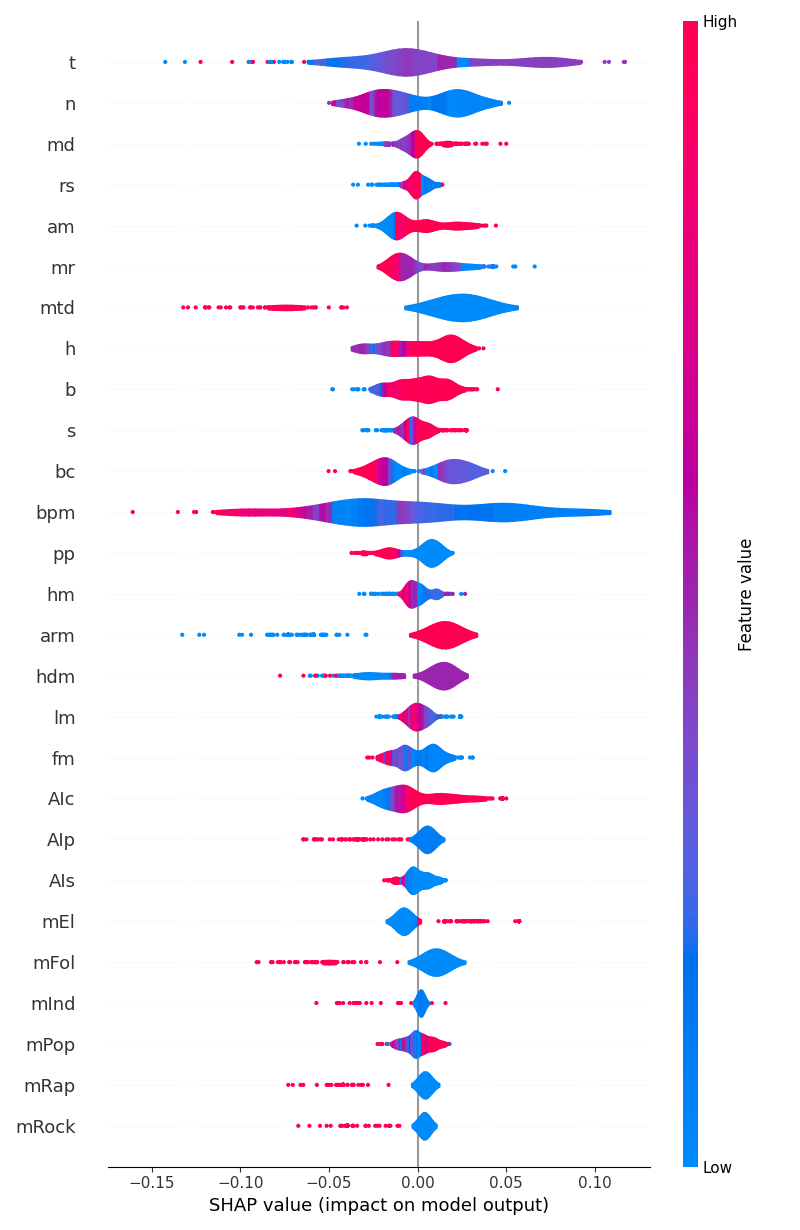 High
t
n
md
rs
am
mr
mtd
h
b
s
bc
bpm
pp
hm
arm
hdm
lm
fm
AIc
AIp
AIs
mEl
mFol
mInd
mPop
mRap
mRock
Feature value
Low
−0.15 −0.10 −0.05 0.00 0.05 0.10
SHAP value (impact on model output)